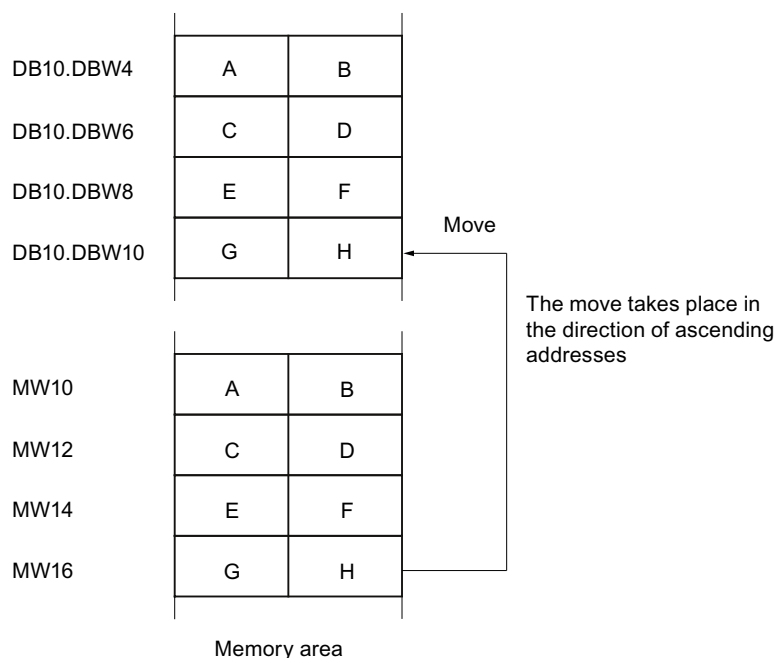 DB10.DBW4 A B
DB10.DBW6 C D
DB10.DBW8 E F
DB10.DBW10 G H
Move
The move takes place in
the direction of ascending
addresses
MW10 A B
MW12 C D
MW14 E F
MW16 G H
Memory area